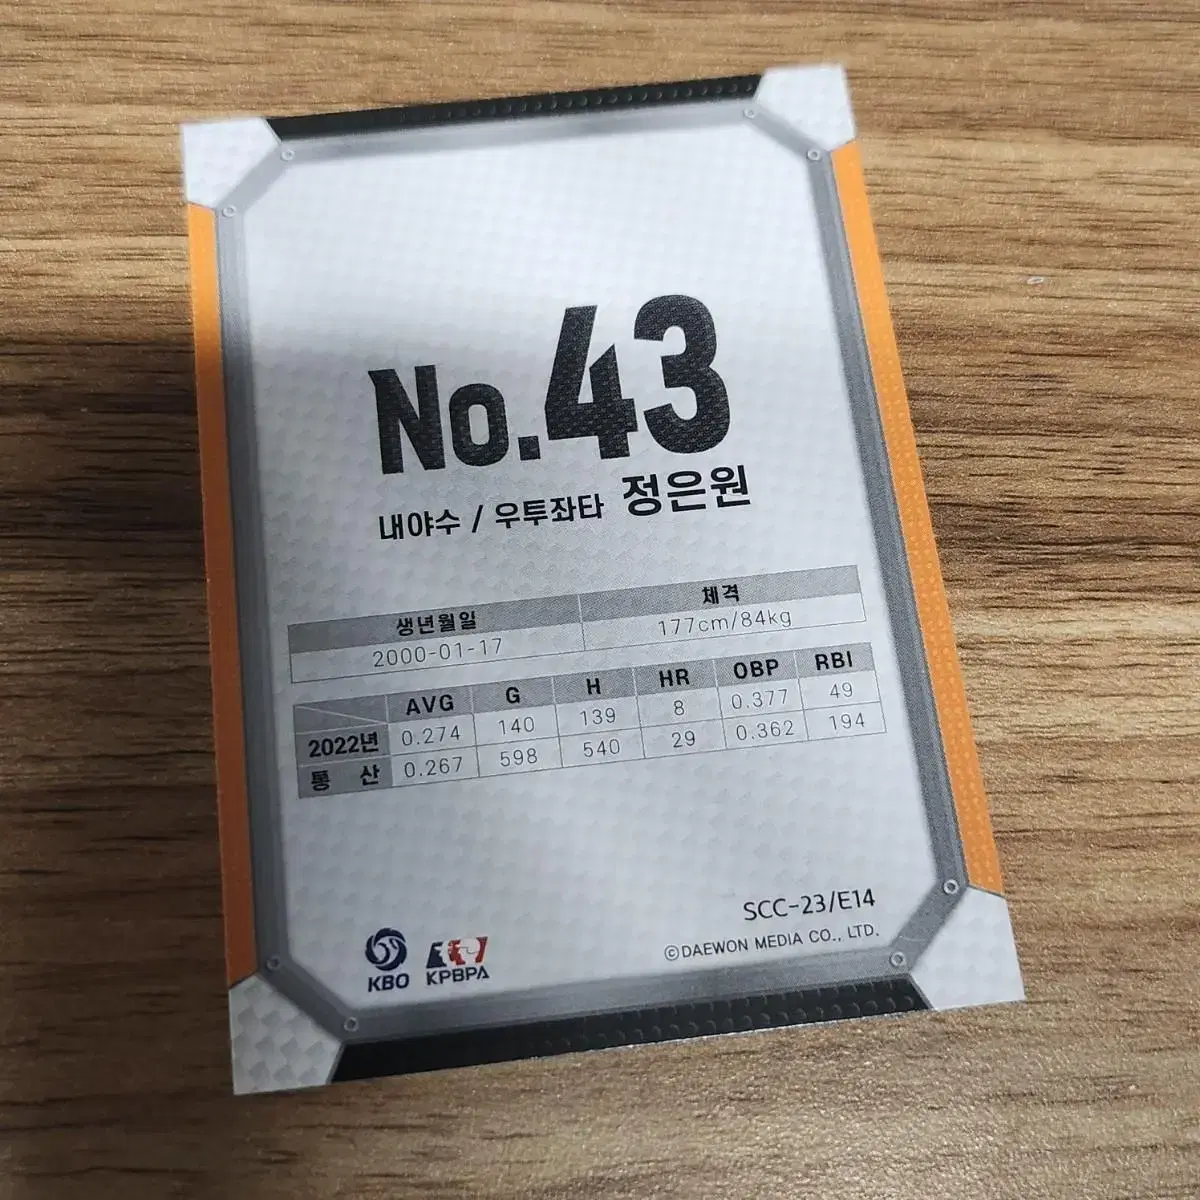 No.43
내야수 / 우투좌타 정은원
생년월일 체격
2000-01-17 177cm/84kg
AVG G H HR OBP RBI
2022년 0.274 140 139 8 0.377 49
통 산 0.267 598 540 29 0.362 194
SCC-23/E14
©DAEWON MEDIA CO., LTD.
KBO KPBPA